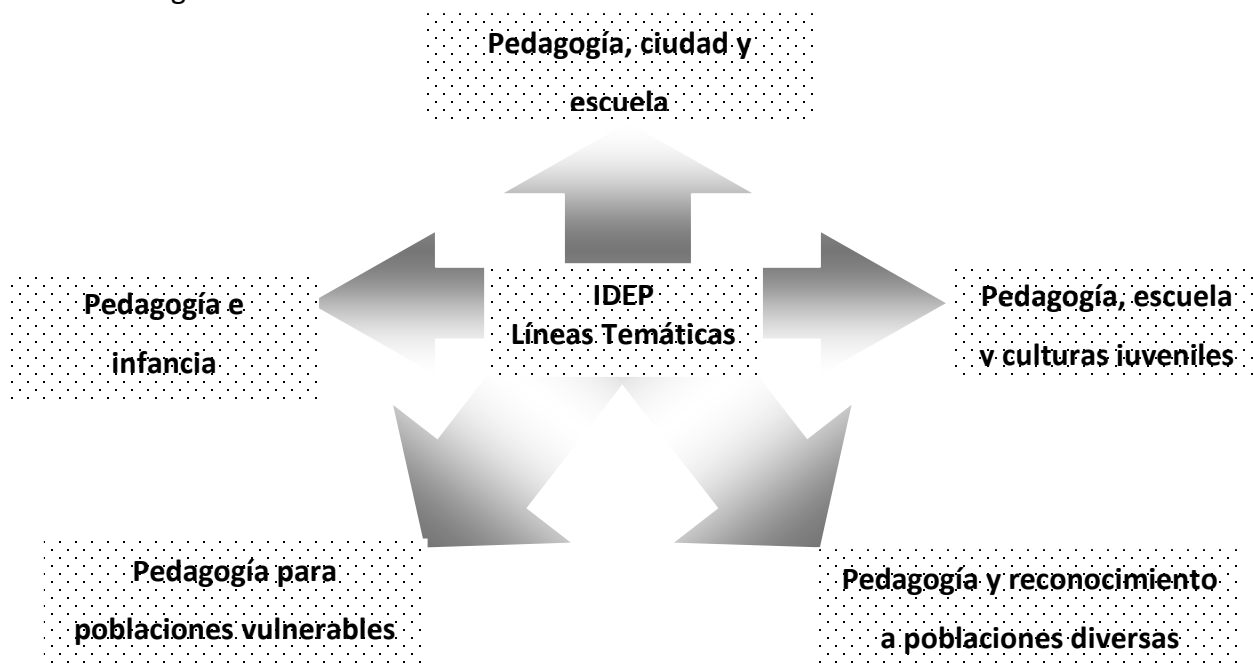 Pedagogía, ciudad y
escuela
Pedagogía e
infancia
IDEP
Líneas Temáticas
Pedagogía, escuela
y culturas juveniles
Pedagogía para
poblaciones vulnerables
Pedagogía y reconocimiento
a poblaciones diversas